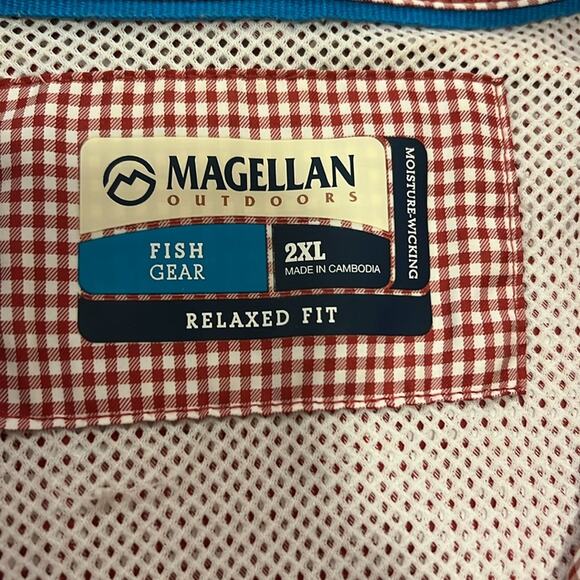 MAGELLAN
OUTDOORS
MOISTURE-WICKING
FISH
GEAR
2XL
MADE IN CAMBODIA
RELAXED FIT